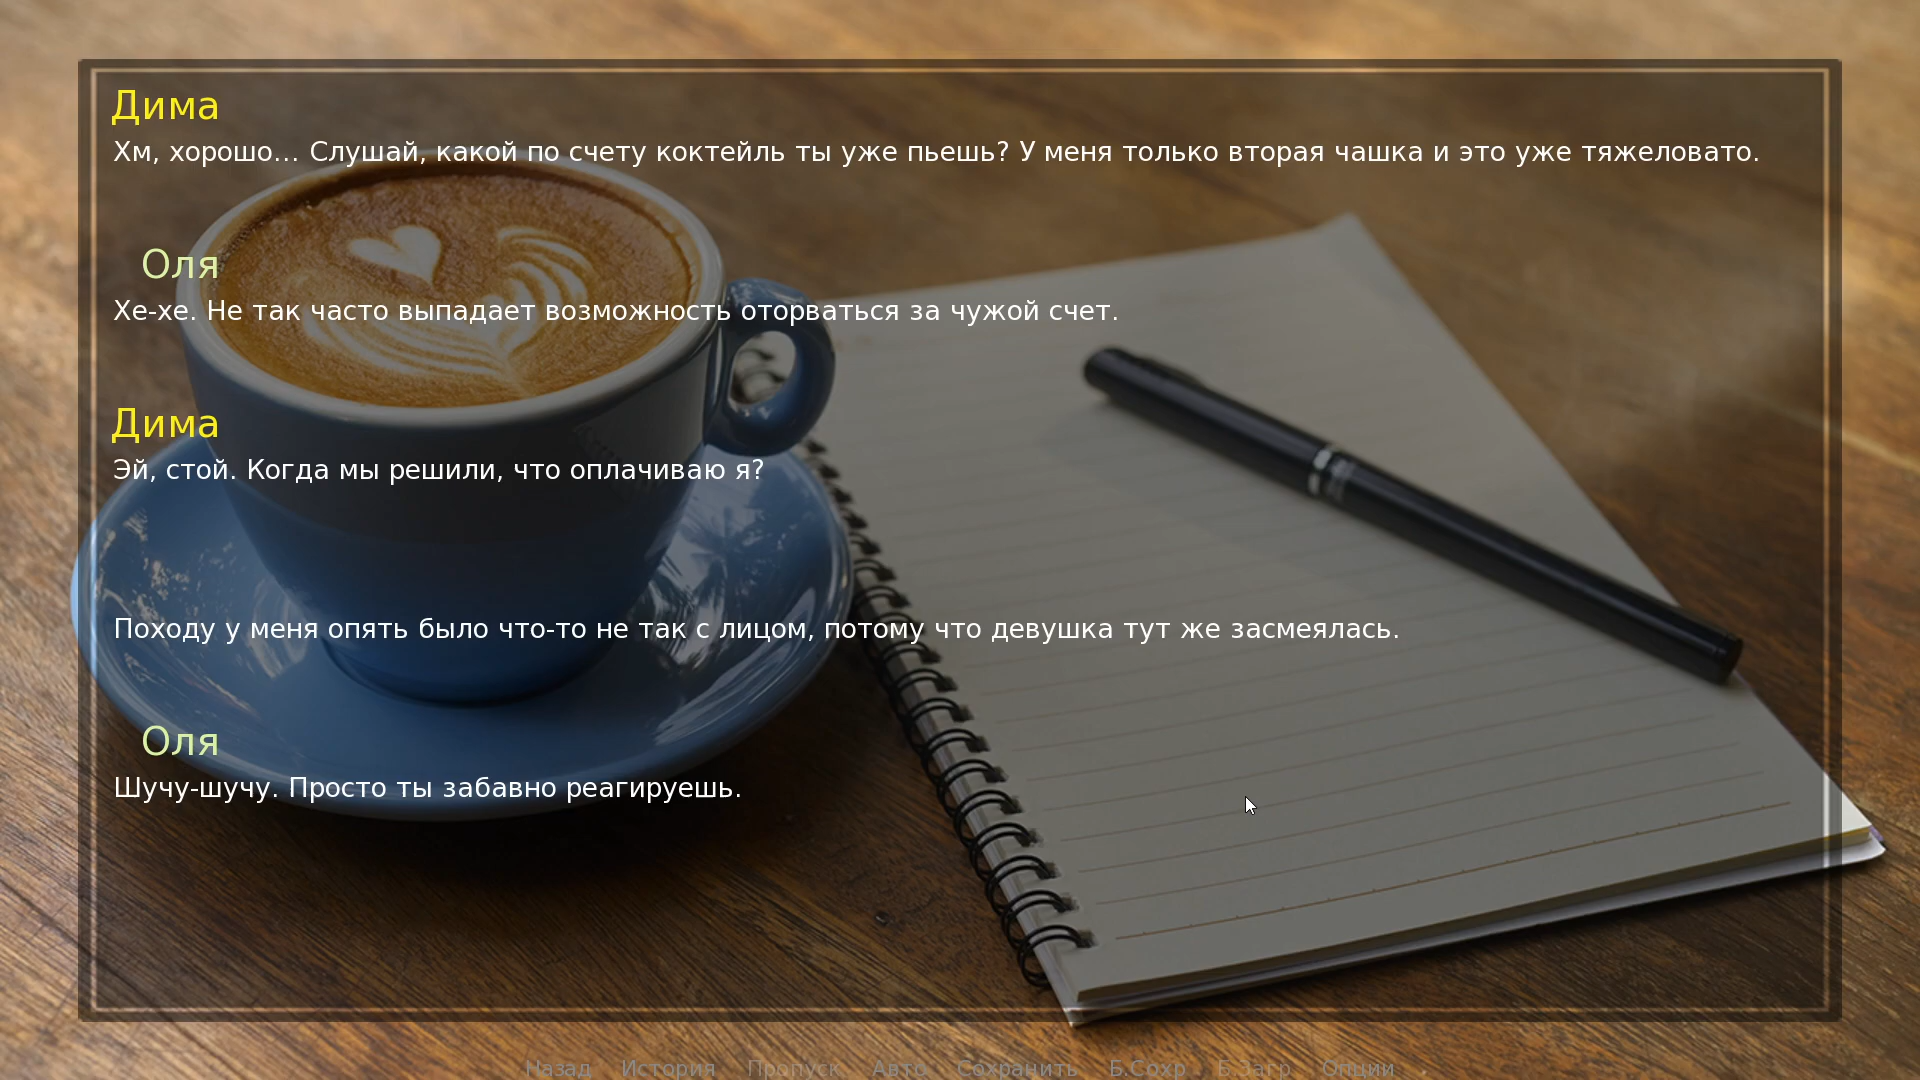 Дима
Хм, хорошо... Слушай, какой по счету коктейль ты уже пьешь? У меня только вторая чашка и это уже тяжеловато.
Оля
Хе-хе. Не так часто выпадает возможность оторваться за чужой счет.
Дима
Эй, стой. Когда мы решили, что оплачиваю я?
Походу у меня опять было что-то не так с лицом, потому что девушка тут же засмеялась.
Оля
Шучу-шучу. Просто ты забавно реагируешь.
Назад История Пропуск Авто Сохранить Б.Сохр Б.Загр Опции